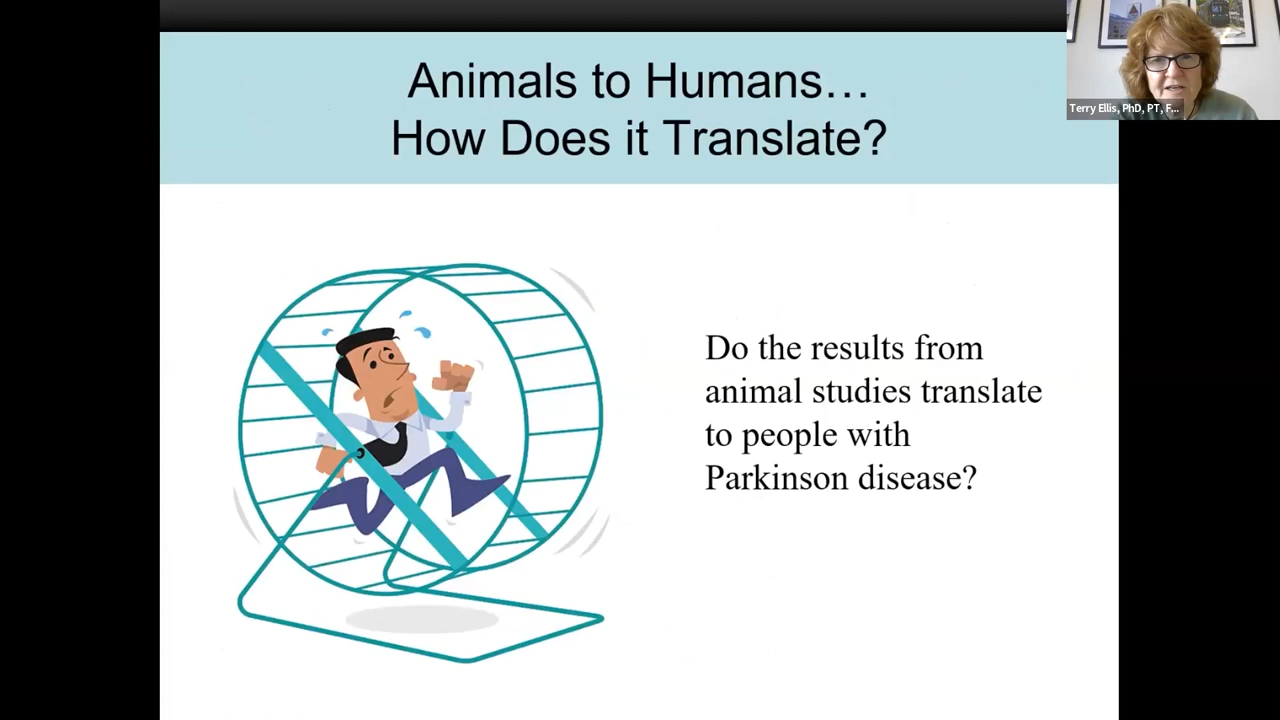 Animals to Humans…
How Does it Translate?
Terry Ellis, PhD, PT, F...
Do the results from
animal studies translate
to people with
Parkinson disease?